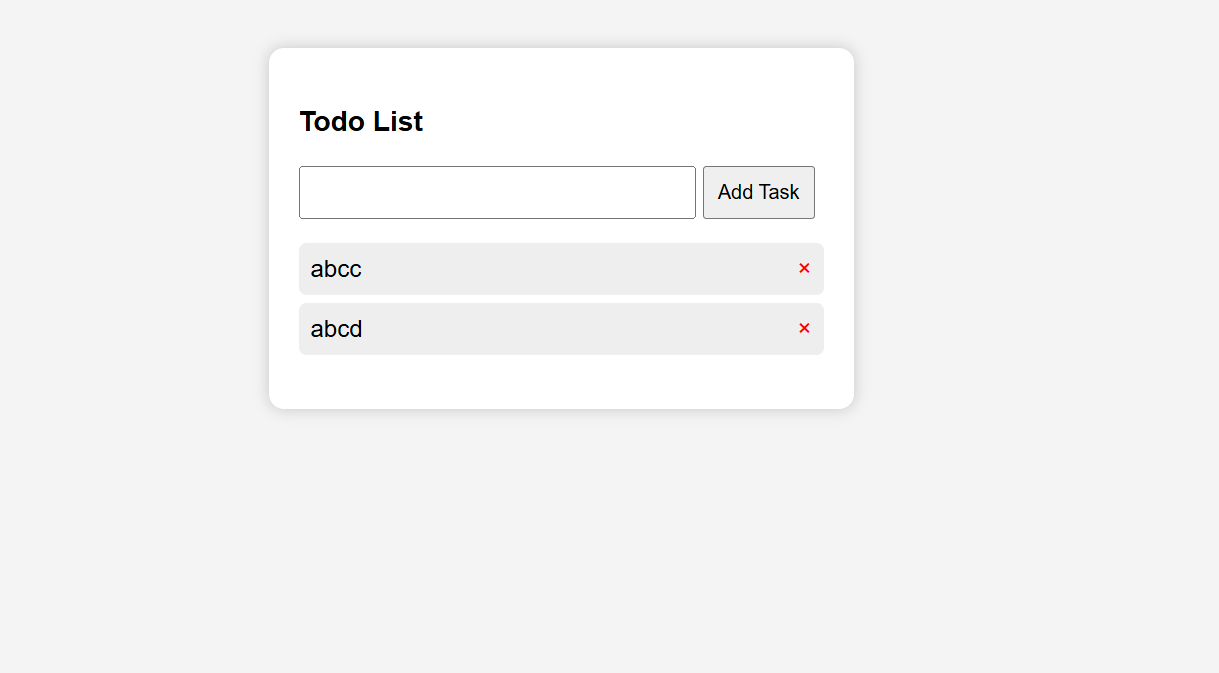 Todo List
Add Task
abcc ×
abcd ×